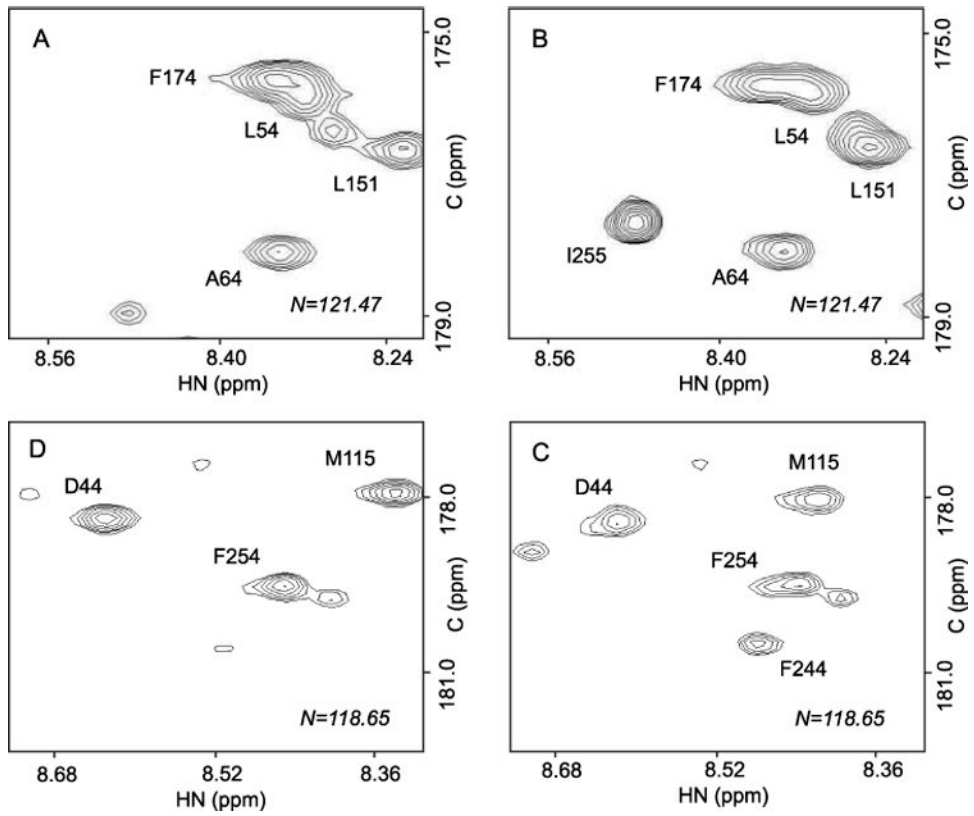 A
F174
L54
L151
A64
N=121.47
175.0
C (ppm)
179.0
8.56 8.40 8.24
HN (ppm)
B
F174
L54
L151
I255
A64
N=121.47
175.0
C (ppm)
179.0
8.56 8.40 8.24
HN (ppm)
D
M115
D44
F254
N=118.65
178.0
C (ppm)
181.0
8.68 8.52 8.36
HN (ppm)
C
M115
D44
F254
F244
N=118.65
178.0
C (ppm)
181.0
8.68 8.52 8.36
HN (ppm)